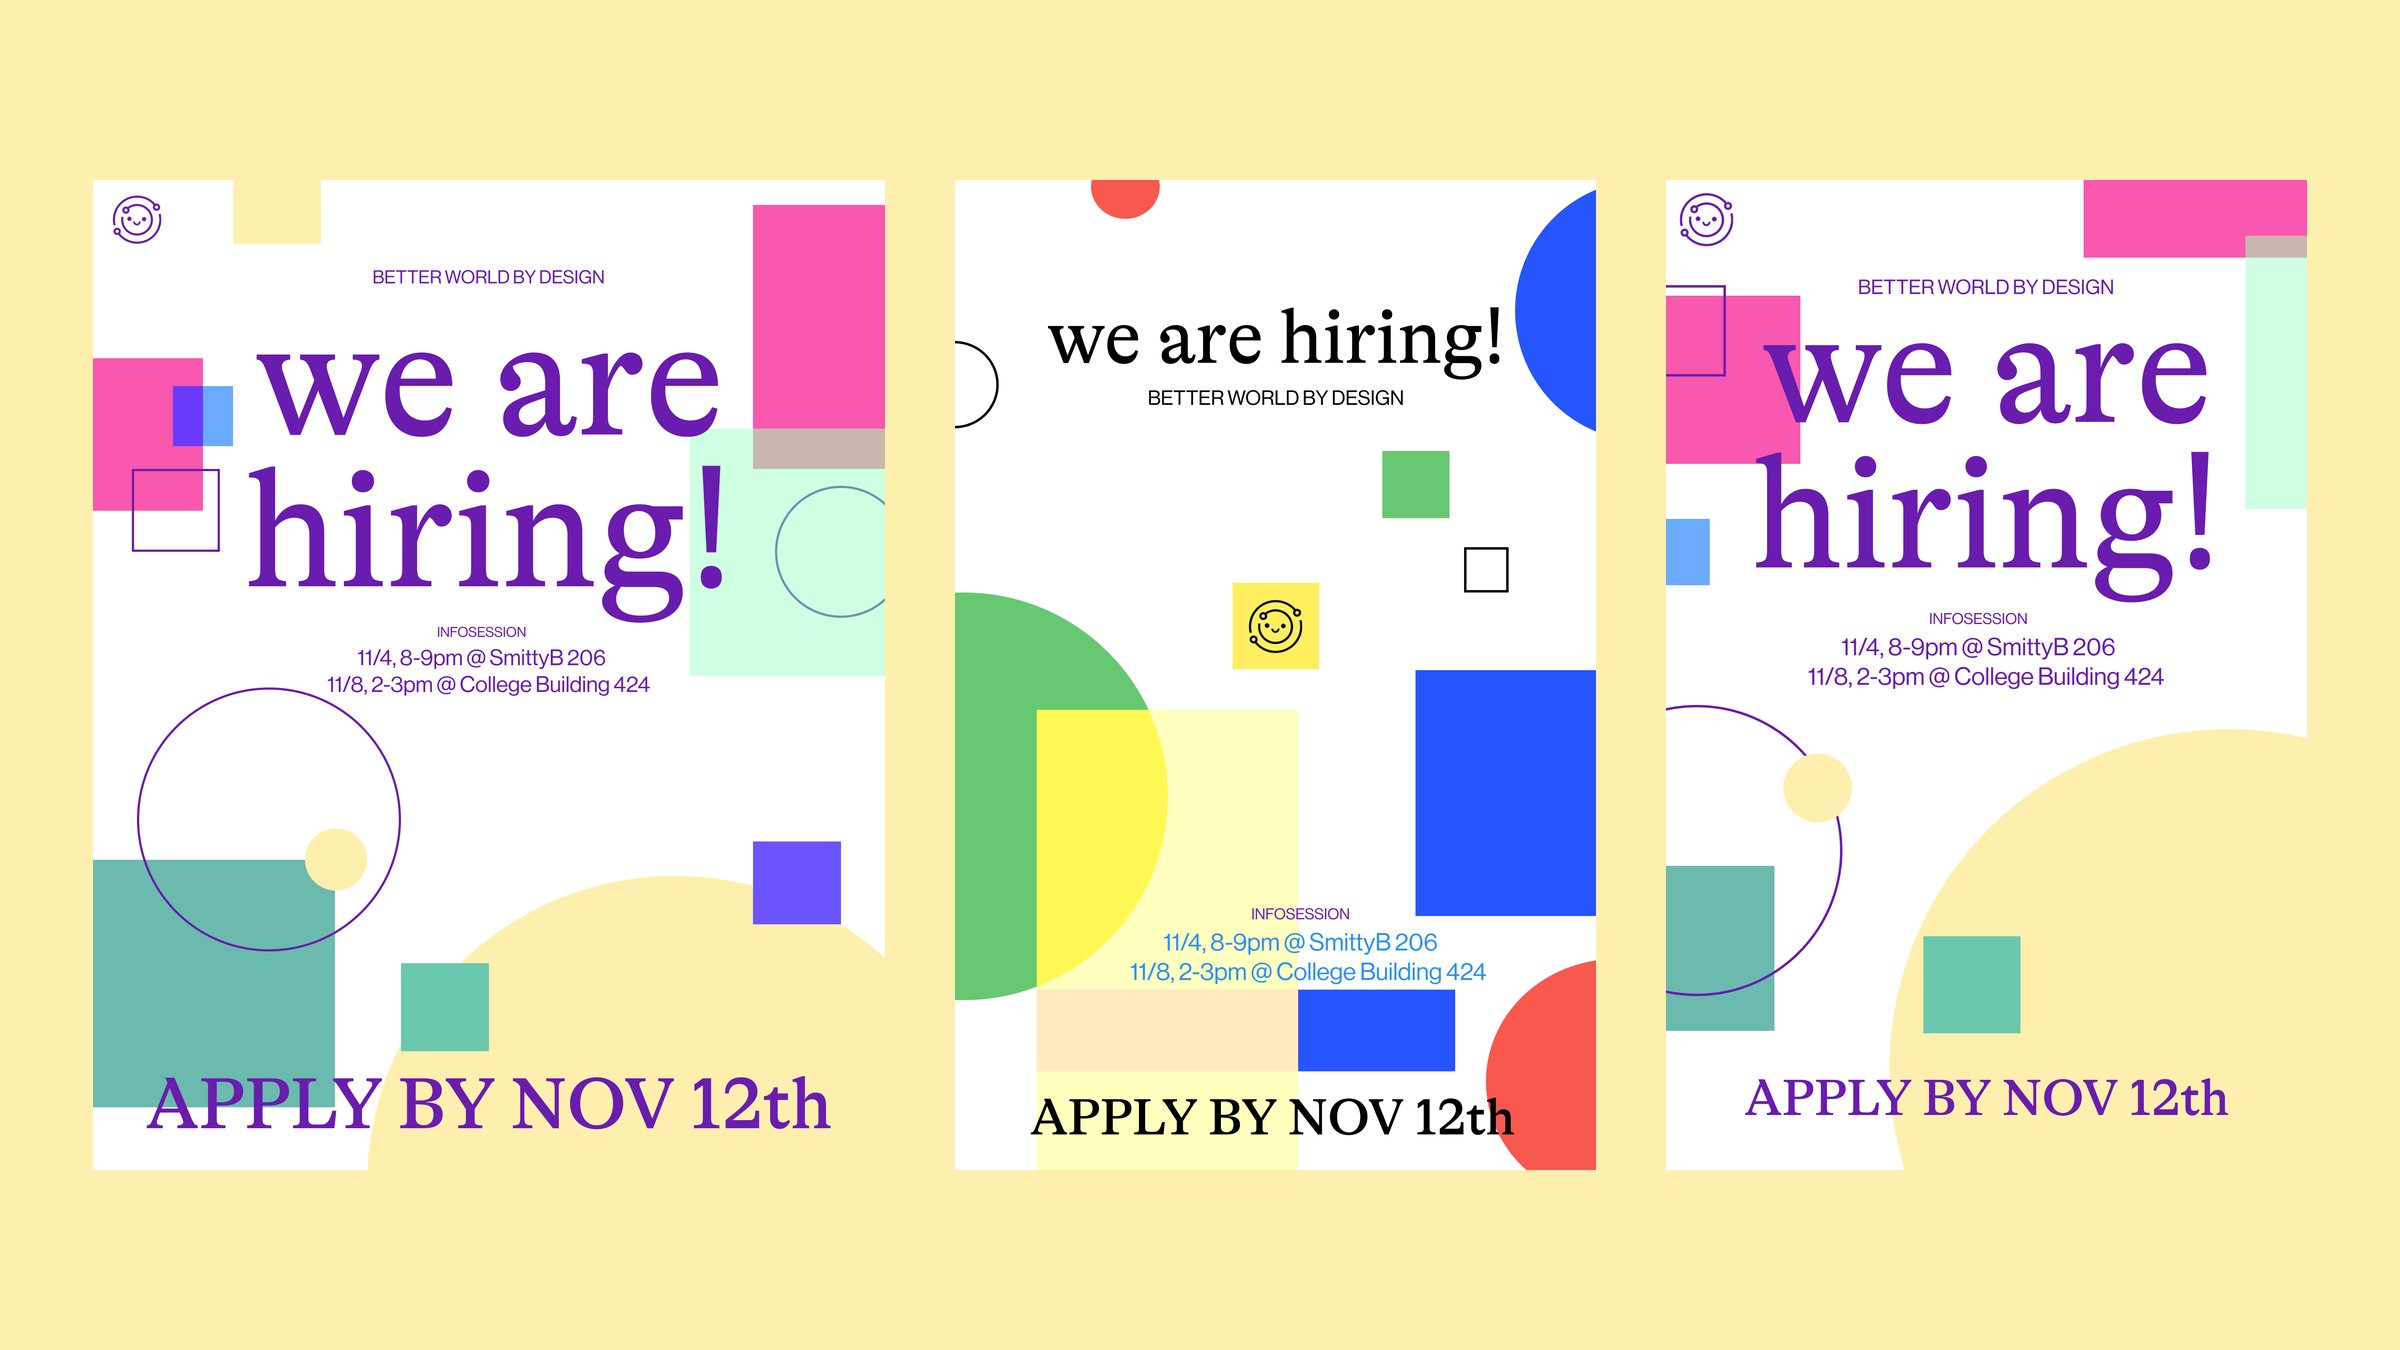 BETTER WORLD BY DESIGN
we are
hiring!
INFOSESSION
11/4, 8-9pm @ SmittyB 206
11/8, 2-3pm @ College Building 424
APPLY BY NOV 12th
we are hiring!
BETTER WORLD BY DESIGN
INFOSESSION
11/4, 8-9pm @ SmittyB 206
11/8, 2-3pm @ College Building 424
APPLY BY NOV 12th
BETTER WORLD BY DESIGN
we are
hiring!
INFOSESSION
11/4, 8-9pm @ SmittyB 206
11/8, 2-3pm @ College Building 424
APPLY BY NOV 12th